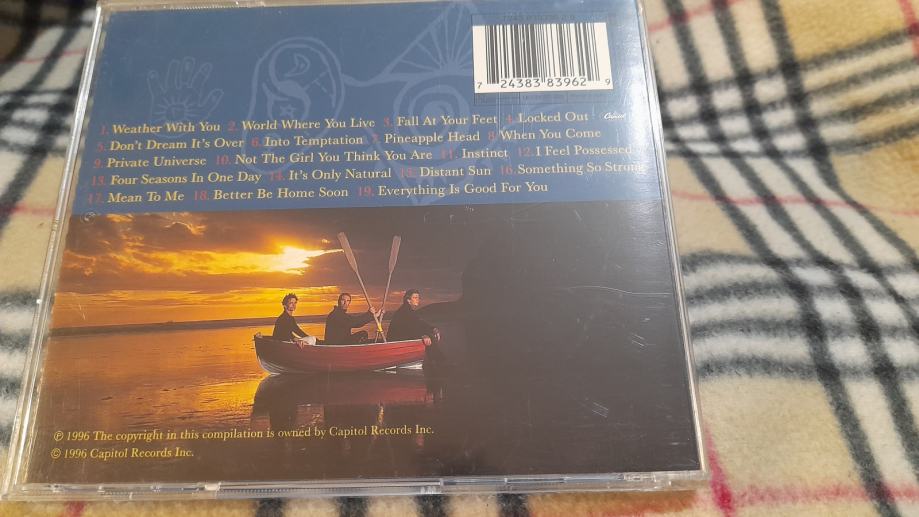 7 24383 83962 9
1. Weather With You 2. World Where You Live 3. Fall At Your Feet 4. Locked Out Capitol
5. Don't Dream It's Over 6. Into Temptation 7. Pineapple Head 8. When You Come
9. Private Universe 10. Not The Girl You Think You Are 11. Instinct 12. I Feel Possessed
13. Four Seasons In One Day 14. It's Only Natural 15. Distant Sun 16. Something So Strong
17. Mean To Me 18. Better Be Home Soon 19. Everything Is Good For You
℗ 1996 The copyright in this compilation is owned by Capitol Records Inc.
© 1996 Capitol Records Inc.